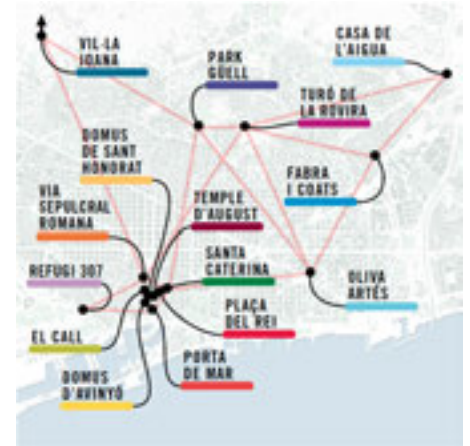 VIL·LA
JOANA
CASA DE
L'AIGUA
PARK
GÜELL
TURÓ DE
LA ROVIRA
DOMUS
DE SANT
HONORAT
FABRA
I COATS
VIA
SEPULCRAL
ROMANA
TEMPLE
D'AUGUST
REFUGI 307
SANTA
CATERINA
OLIVA
ARTÉS
PLAÇA
DEL REI
EL CALL
PORTA
DE MAR
DOMUS
D'AVINYÓ